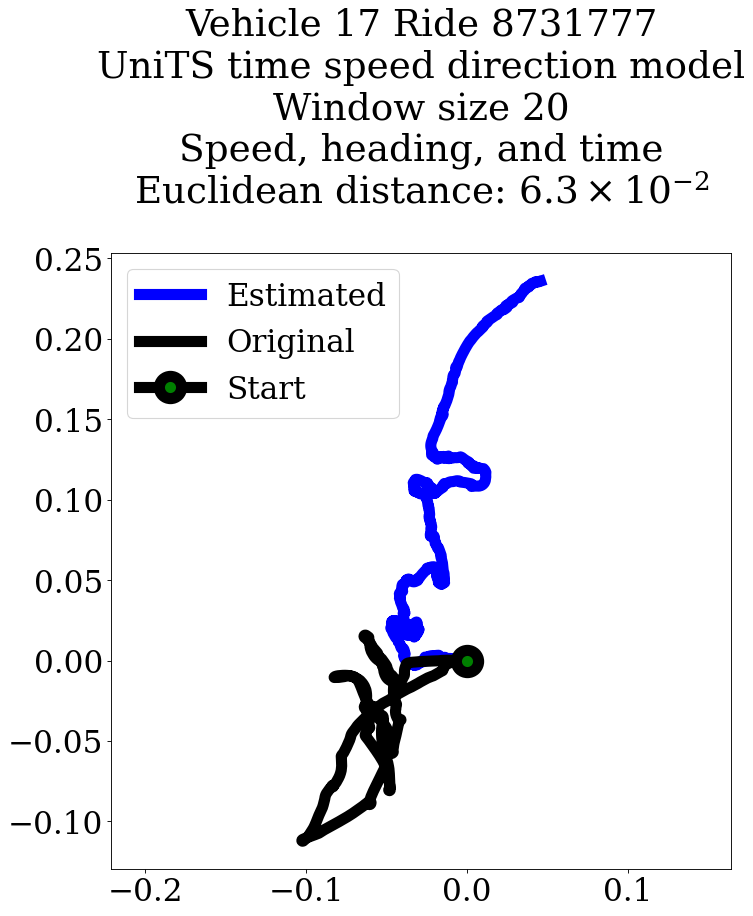 Vehicle 17 Ride 8731777
UniTS time speed direction model
Window size 20
Speed, heading, and time
Euclidean distance: 6.3 × 10⁻²
0.25
Estimated
0.20
Original
Start
0.15
0.10
0.05
0.00
−0.05
−0.10
−0.2 −0.1 0.0 0.1